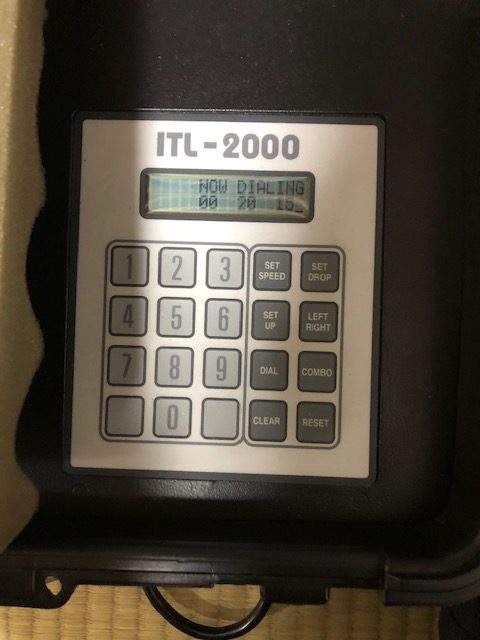 ITL-2000
NOW DIALING
00 20 15_
1 2 3 SET SPEED SET DROP
4 5 6 SET UP LEFT RIGHT
7 8 9 DIAL COMBO
0 CLEAR RESET